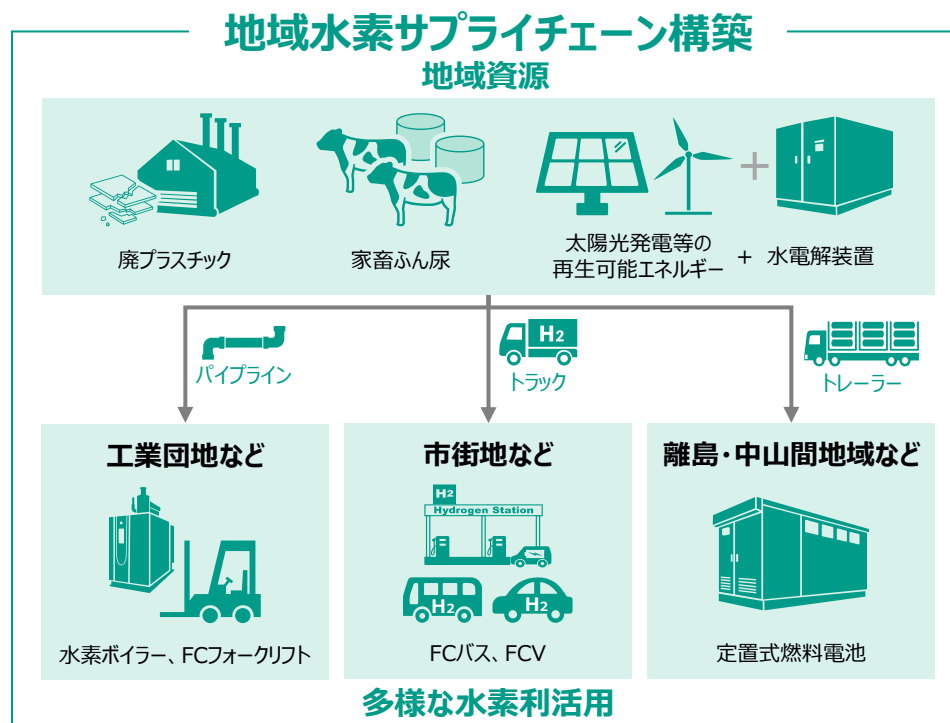 地域水素サプライチェーン構築
地域資源
廃プラスチック
家畜ふん尿
太陽光発電等の
再生可能エネルギー
+
水電解装置
パイプライン
H2
トラック
トレーラー
工業団地など
水素ボイラー、FCフォークリフト
市街地など
H2
Hydrogen Station
H2
H2
FCバス、FCV
離島・中山間地域など
定置式燃料電池
多様な水素利活用